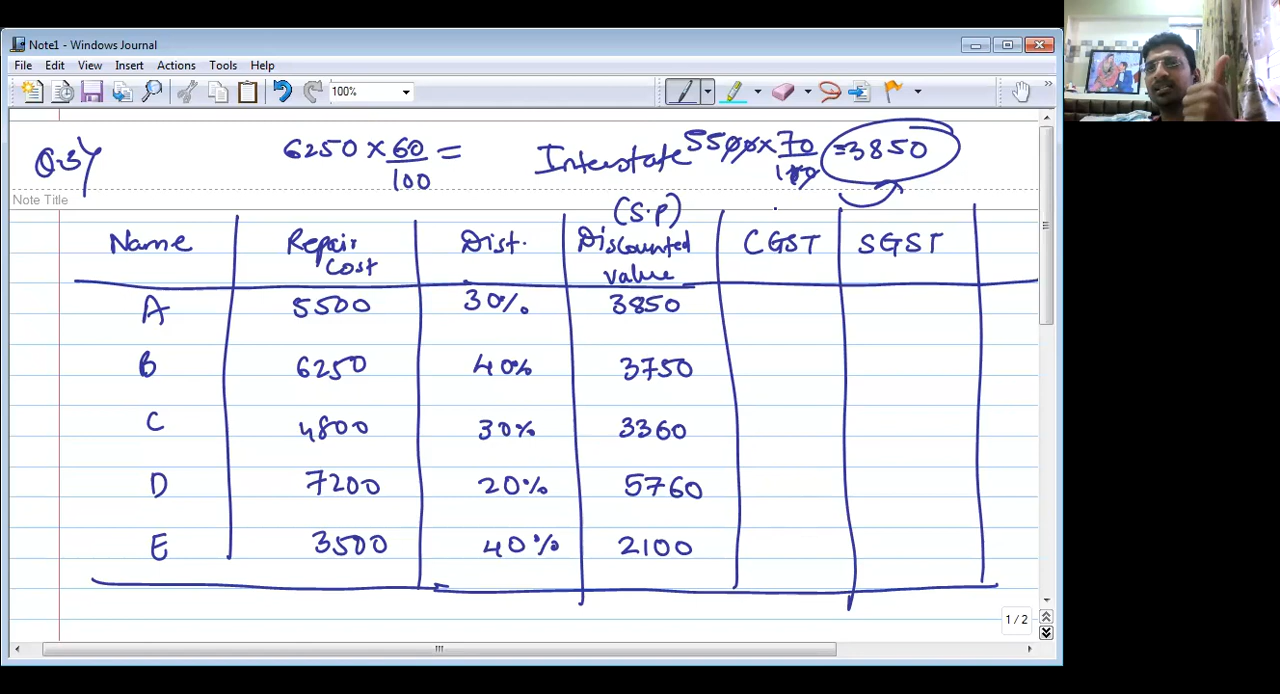 Note1 - Windows Journal
File Edit View Insert Actions Tools Help
100%
Q.3/ 6250 × 60/100 = Interstate 5500 × 70/100 = 3850
Note Title
Name Repair Cost Dist. (S.P) Discounted value CGST SGST
A 5500 30% 3850
B 6250 40% 3750
C 4800 30% 3360
D 7200 20% 5760
E 3500 40% 2100
1 / 2